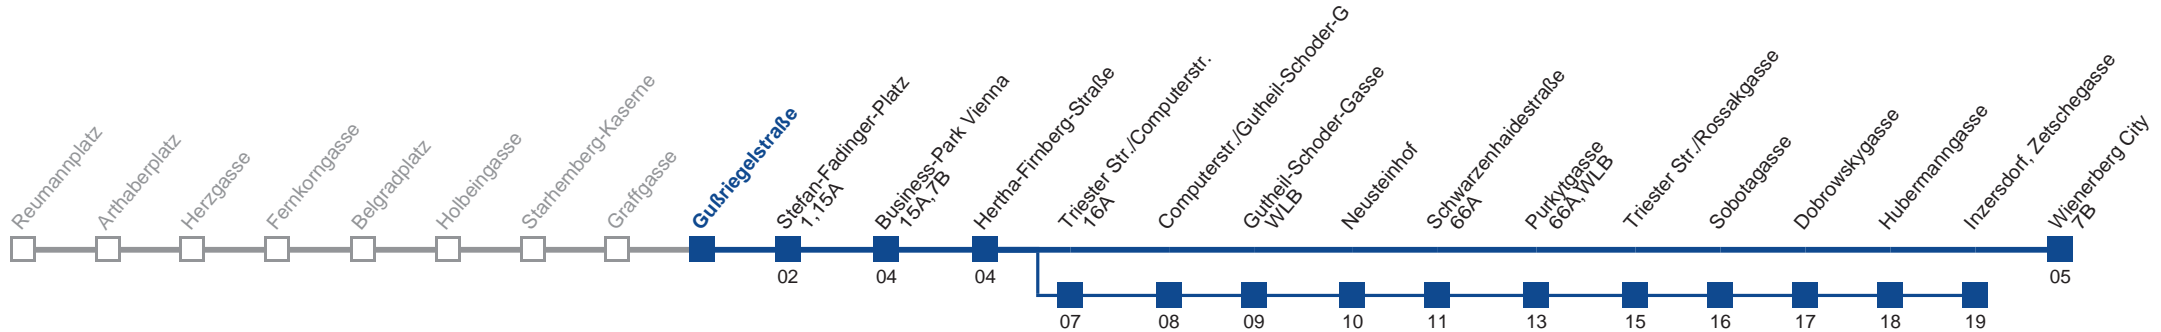 Reumannplatz
Arthaberplatz
Herzgasse
Fernkorngasse
Belgradplatz
Holbeingasse
Starhemberg-Kaserne
Graffgasse
Gußriegelstraße
Stefan-Fadinger-Platz
1,15A
Business-Park Vienna
15A,7B
Hertha-Firnberg-Straße
Triester Str./Computerstr.
16A
Computerstr./Gutheil-Schoder-G
Gutheil-Schoder-Gasse
WLB
Neusteinhof
Schwarzenhaidestraße
66A
Purkytgasse
66A,WLB
Triester Str./Rossakgasse
Sobotagasse
Dobrowskygasse
Hubermanngasse
Inzersdorf, Zetschegasse
Wienerberg City
7B
02
04
04
05
07
08
09
10
11
13
15
16
17
18
19